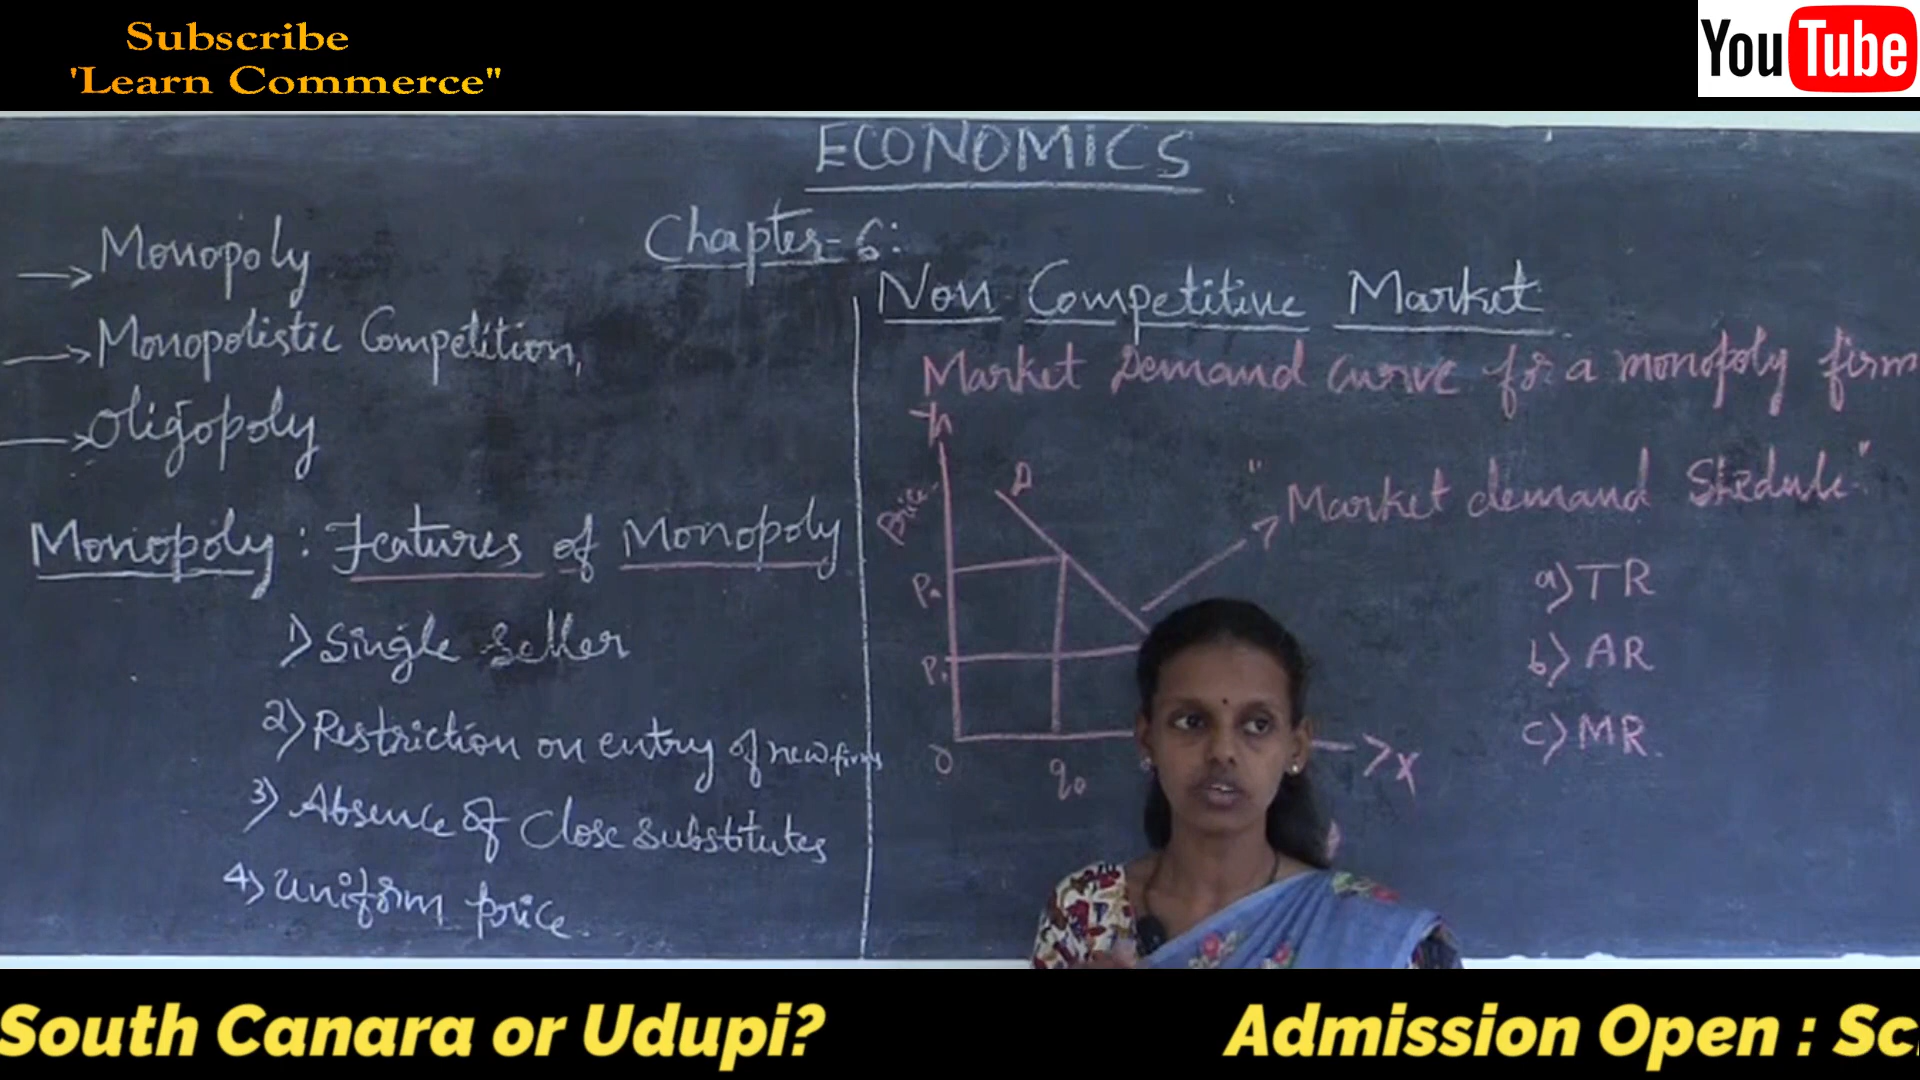 Subscribe
'Learn Commerce"
YouTube
ECONOMICS
Chapter-6:
Non Competitive Market
→ Monopoly
→ Monopolistic Competition,
→ Oligopoly
Monopoly: Features of Monopoly
1) Single Seller
2) Restriction on entry of new firms
3) Absence of Close substitutes
4) Uniform price.
Market Demand Curve for a monopoly firm
Price
D
"Market demand
P₁
O
q₀
x
a) TR
b) AR
c) MR.
South Canara or Udupi?
Admission Open : Sc